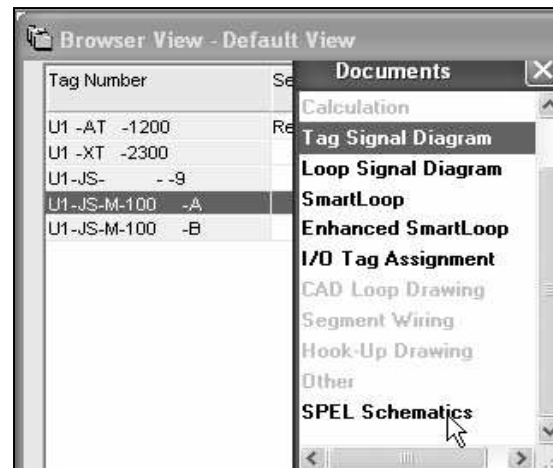 Browser View - Default View
Tag Number
Se
U1 -AT -1200
Re
U1 -XT -2300
U1-JS- - -9
U1-JS-M-100 -A
U1-JS-M-100 -B
Documents
Calculation
Tag Signal Diagram
Loop Signal Diagram
SmartLoop
Enhanced SmartLoop
I/O Tag Assignment
CAD Loop Drawing
Segment Wiring
Hook-Up Drawing
Other
SPEL Schematics